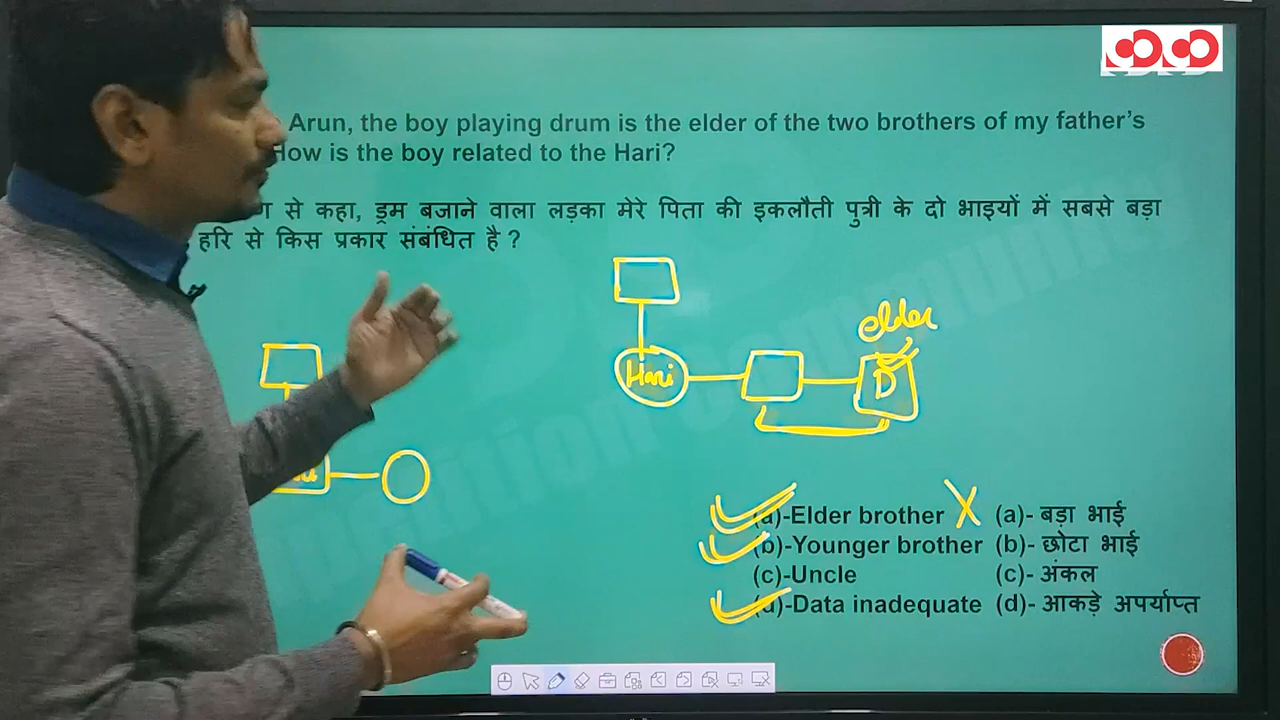 Arun, the boy playing drum is the elder of the two brothers of my father's
How is the boy related to the Hari?
से कहा, ड्रम बजाने वाला लड़का मेरे पिता की इकलौती पुत्री के दो भाइयों में सबसे बड़ा
हरि से किस प्रकार संबंधित है ?
elder
Hari
D
(a)-Elder brother (a)- बड़ा भाई
(b)-Younger brother (b)- छोटा भाई
(c)-Uncle (c)- अंकल
(d)-Data inadequate (d)- आकड़े अपर्याप्त